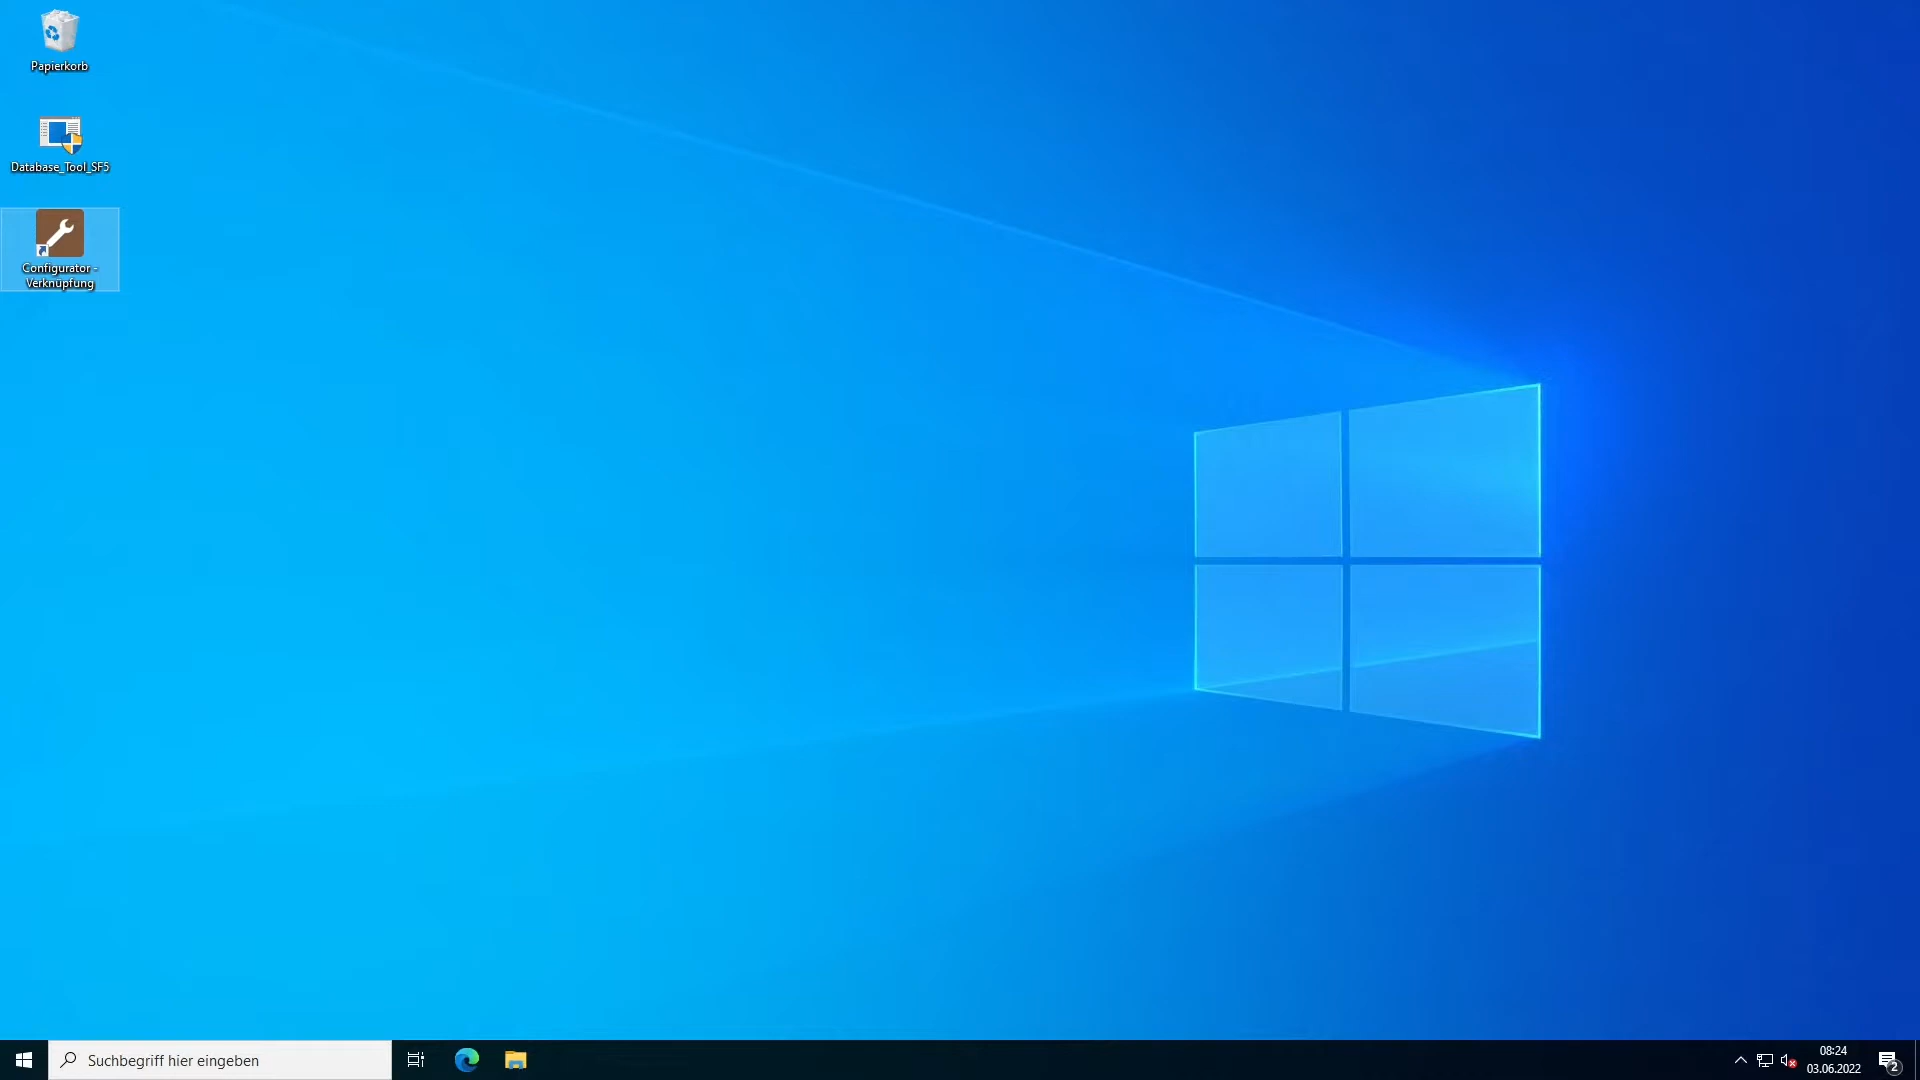 Papierkorb
Database_Tool_SF5
Configurator -
Verknüpfung
Suchbegriff hier eingeben
08:24
03.06.2022
2